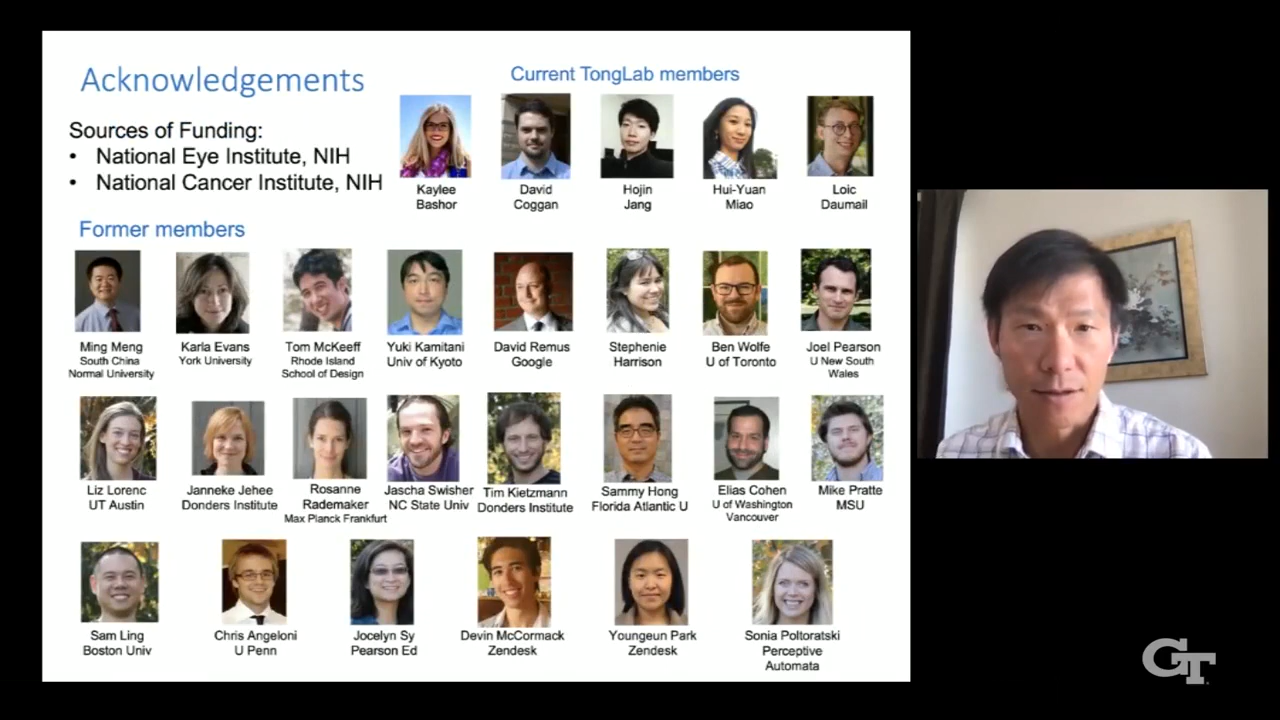 Acknowledgements
Current TongLab members
Sources of Funding:
• National Eye Institute, NIH
• National Cancer Institute, NIH
Kaylee
Bashor
David
Coggan
Hojin
Jang
Hui-Yuan
Miao
Loic
Daumail
Former members
Ming Meng
South China
Normal University
Karla Evans
York University
Tom McKeeff
Rhode Island
School of Design
Yuki Kamitani
Univ of Kyoto
David Remus
Google
Stephenie
Harrison
Ben Wolfe
U of Toronto
Joel Pearson
U New South
Wales
Liz Lorenc
UT Austin
Janneke Jehee
Donders Institute
Rosanne
Rademaker
Max Planck Frankfurt
Jascha Swisher
NC State Univ
Tim Kietzmann
Donders Institute
Sammy Hong
Florida Atlantic U
Elias Cohen
U of Washington
Vancouver
Mike Pratte
MSU
Sam Ling
Boston Univ
Chris Angeloni
U Penn
Jocelyn Sy
Pearson Ed
Devin McCormack
Zendesk
Youngeun Park
Zendesk
Sonia Poltoratski
Perceptive
Automata
GT